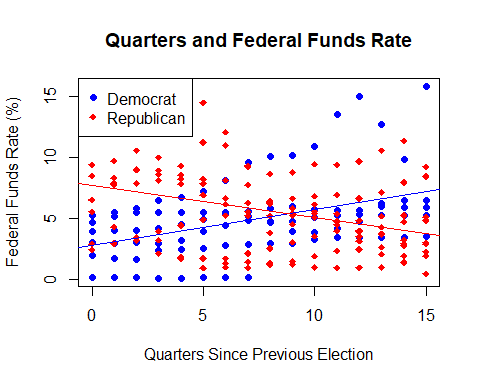 Quarters and Federal Funds Rate
Democrat
Republican
Federal Funds Rate (%)
15
10
5
0
0 5 10 15
Quarters Since Previous Election